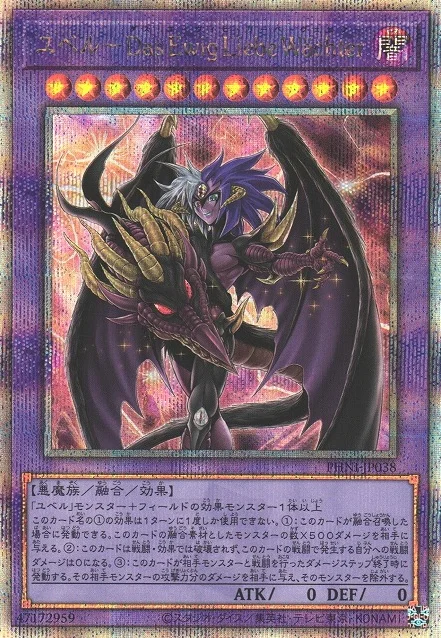 ユベル－Das Ewig Liebe Wächter
闇
PHNI-JP038
【悪魔族／融合／効果】
「ユベル」モンスター＋フィールドの効果モンスター１体以上
このカード名の①の効果は１ターンに１度しか使用できない。①：このカードが融合召喚した
場合に発動できる。このカードの融合素材としたモンスターの数×５００ダメージを相手
に与える。②：このカードは戦闘・効果では破壊されず、このカードの戦闘で発生する自分への戦闘
ダメージは０になる。③：このカードが相手モンスターと戦闘を行ったダメージステップ終了時に
発動する。その相手モンスターの攻撃力分のダメージを相手に与え、そのモンスターを除外する。
ATK/ 0 DEF/ 0
47172959
©スタジオ・ダイス／集英社・テレビ東京・KONAMI